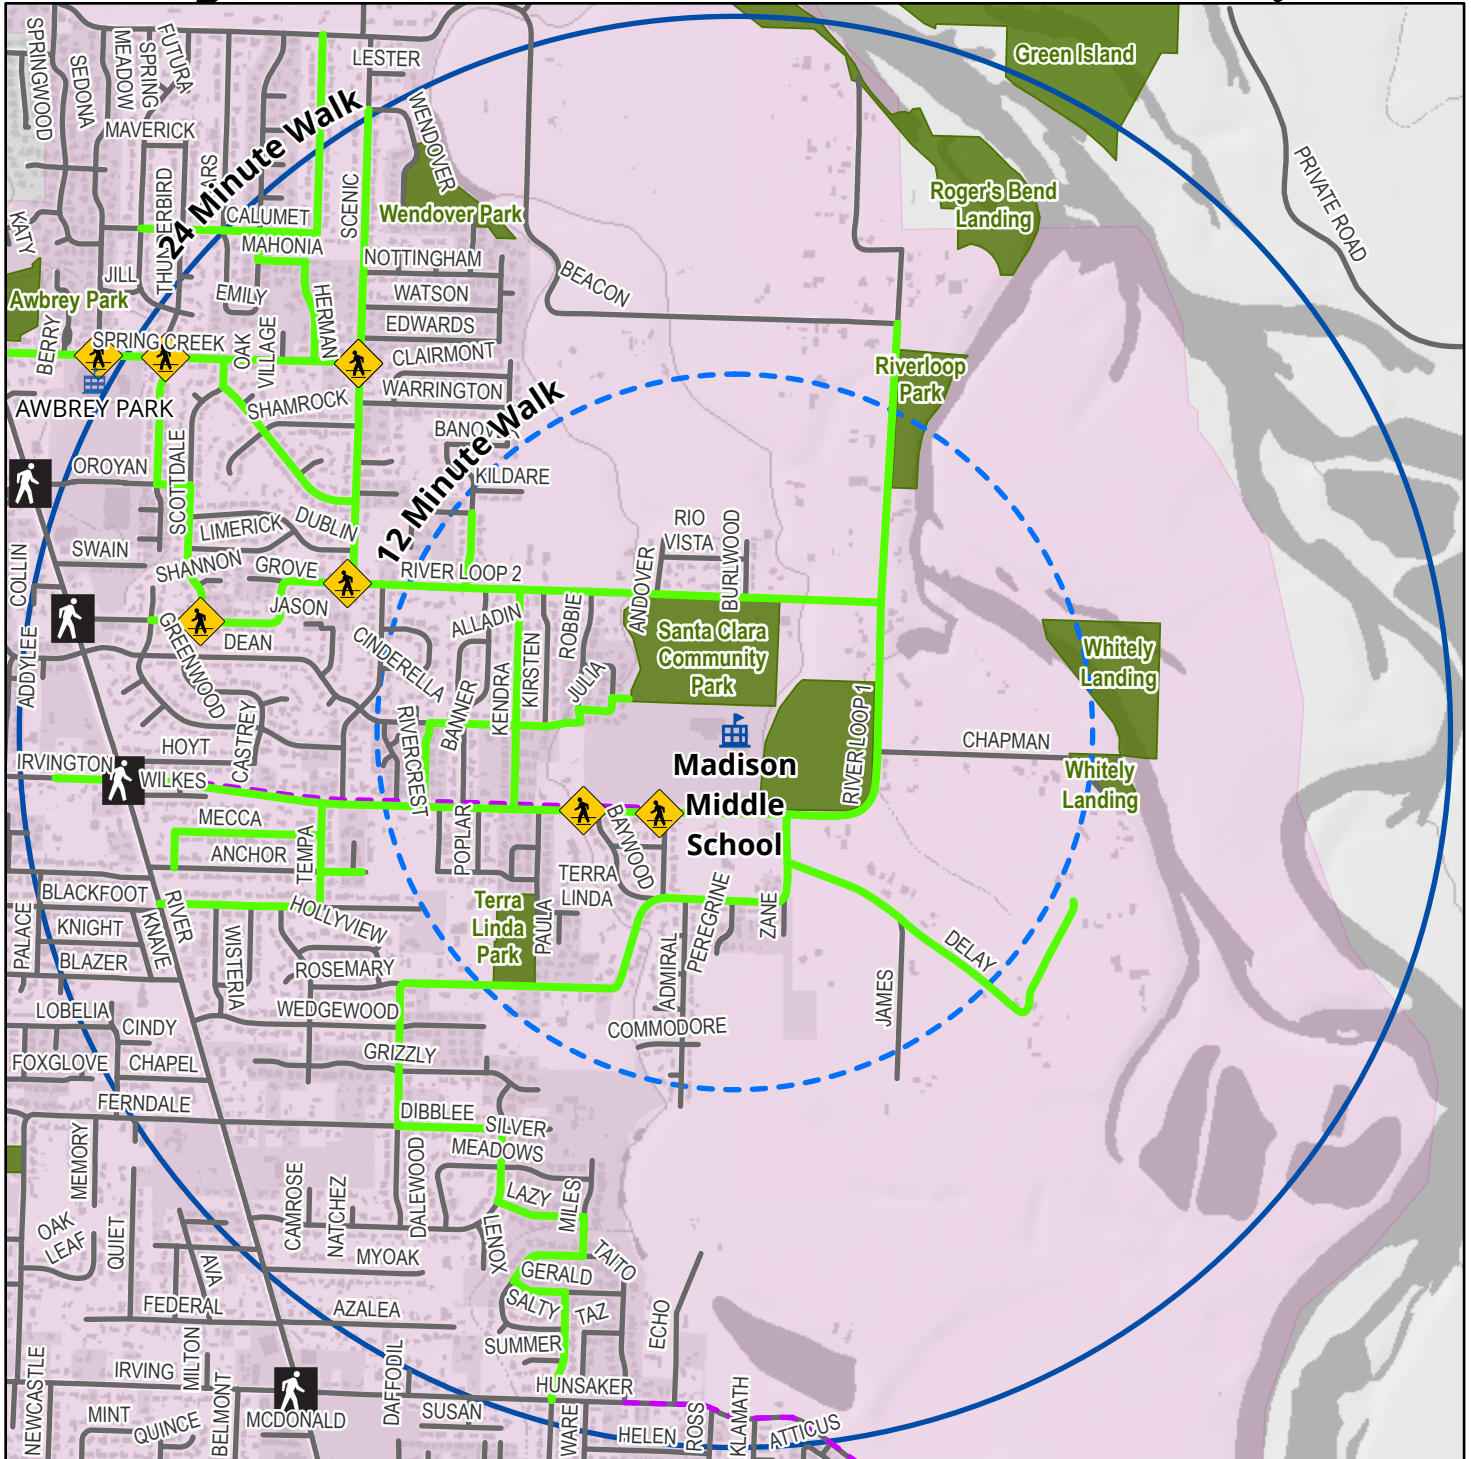 LESTER
Green Island
SPRINGWOOD
SEDONA
MEADOW
SPRING
FUTURA
MAVERICK
24 Minute Walk
WENDOVER
PRIVATE ROAD
Roger's Bend
Landing
KATY
THUNDERBIRD
CALUMET
MAHONIA
SCENIC
Wendover Park
NOTTINGHAM
BEACON
JILL
EMILY
HERMAN
WATSON
Awbrey Park
EDWARDS
BERRY
SPRING CREEK
OAK
VILLAGE
CLAIRMONT
Riverloop
Park
AWBREY PARK
SHAMROCK
WARRINGTON
12 Minute Walk
OROYAN
SCOTTDALE
KILDARE
LIMERICK
DUBLIN
RIO
VISTA
BURLWOOD
ANDOVER
COLLIN
SWAIN
SHANNON
GROVE
RIVER LOOP 2
JASON
DEAN
GREENWOOD
CINDERELLA
ALLADIN
KIRSTEN
ROBBIE
Santa Clara
Community
Park
Whitely
Landing
ADDYLEE
BANNER
KENDRA
JULIA
RIVER LOOP 1
CASTREY
HOYT
RIVERCREST
CHAPMAN
IRVINGTON
WILKES
Madison
Middle
School
Whitely
Landing
MECCA
ANCHOR
TEMPA
POPLAR
BAYWOOD
TERRA
LINDA
BLACKFOOT
RIVER
HOLLYVIEW
Terra
Linda
Park
PAULA
PEREGRINE
ZANE
PALACE
KNIGHT
KNAVE
WISTERIA
ADMIRAL
DELAY
BLAZER
ROSEMARY
JAMES
LOBELIA
CINDY
WEDGEWOOD
COMMODORE
FOXGLOVE
CHAPEL
GRIZZLY
FERNDALE
DIBBLEE
SILVER
MEADOWS
MEMORY
CAMROSE
NATCHEZ
DALEWOOD
LAZY
MILES
OAK
LEAF
QUIET
AVA
MYOAK
LENOX
GERALD
TAITO
FEDERAL
AZALEA
SALTY
TAZ
ECHO
SUMMER
NEWCASTLE
IRVING
MILTON
DAFFODIL
HUNSAKER
MINT
QUINCE
BELMONT
MCDONALD
SUSAN
WARE
HELEN
ROSS
KLAMATH
ATTICUS